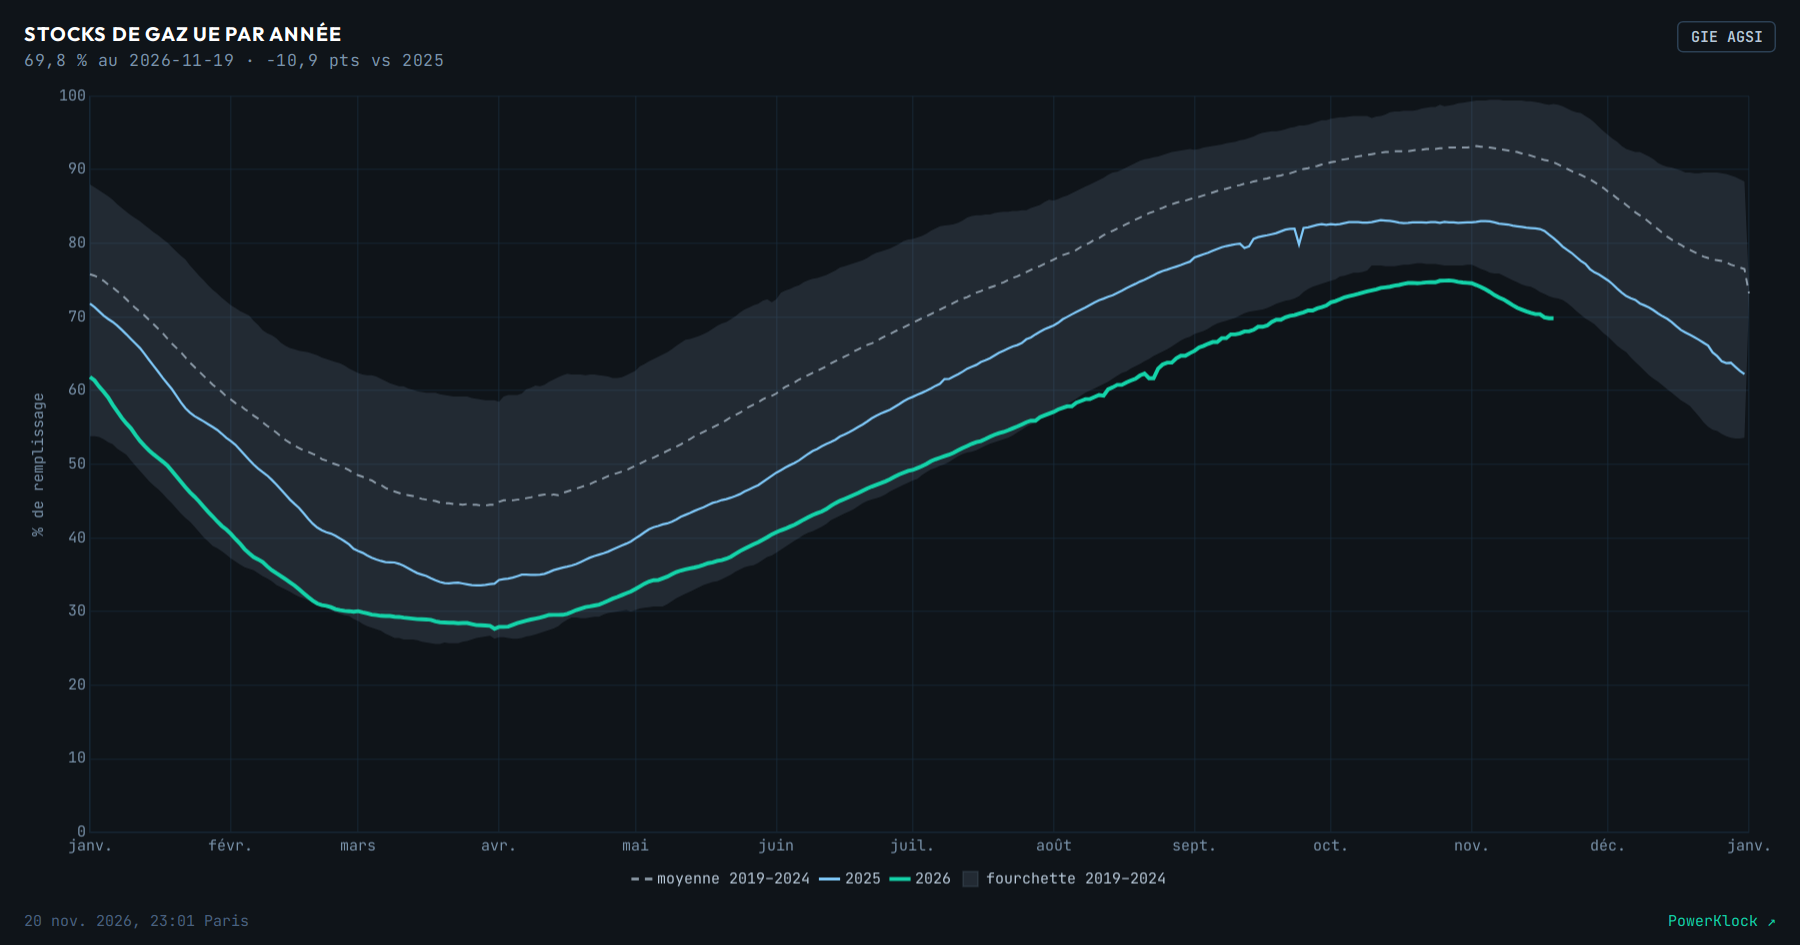 STOCKS DE GAZ UE PAR ANNÉE
GIE AGSI
69,8 % au 2026-11-19 · -10,9 pts vs 2025
100
90
80
70
60
50
40
30
20
10
0
% de remplissage
janv. févr. mars avr. mai juin juil. août sept. oct. nov. déc. janv.
moyenne 2019-2024 2025 2026 fourchette 2019-2024
20 nov. 2026, 23:01 Paris
PowerKlock ↗